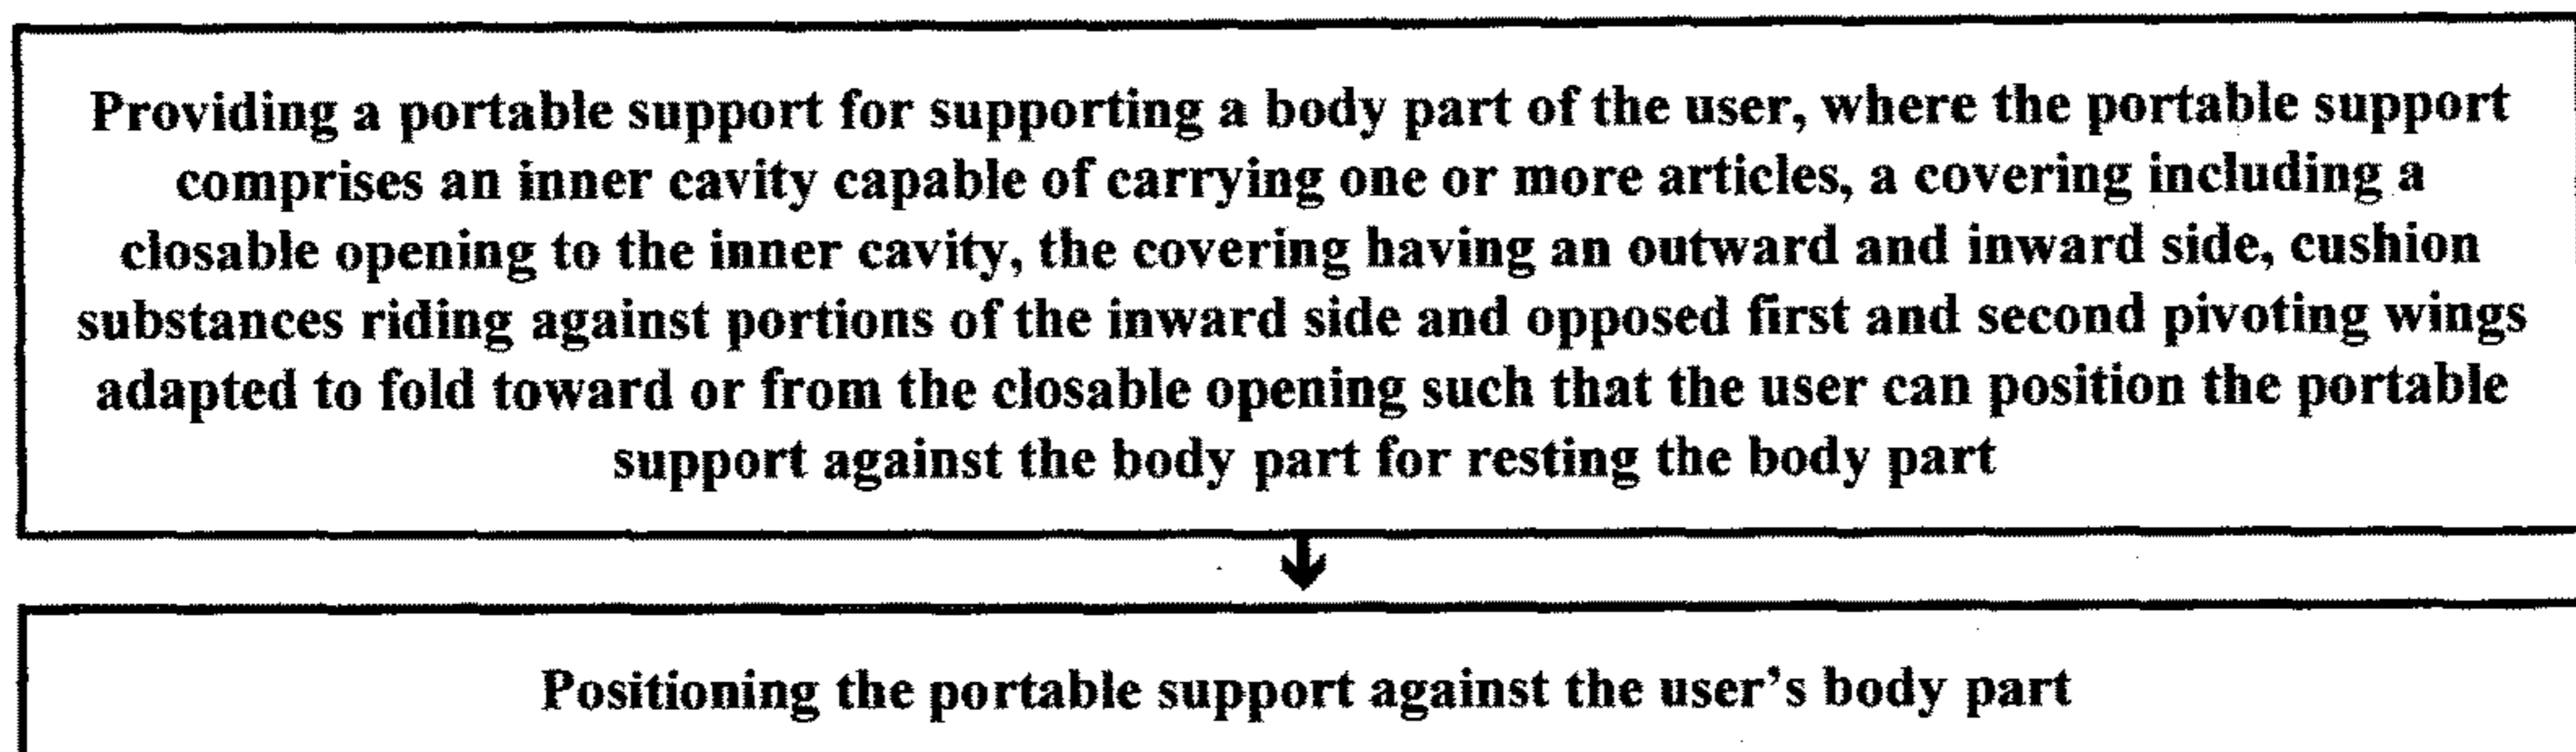 Providing a portable support for supporting a body part of the user, where the portable support
comprises an inner cavity capable of carrying one or more articles, a covering including a
closable opening to the inner cavity, the covering having an outward and inward side, cushion
substances riding against portions of the inward side and opposed first and second pivoting wings
adapted to fold toward or from the closable opening such that the user can position the portable
support against the body part for resting the body part
Positioning the portable support against the user's body part